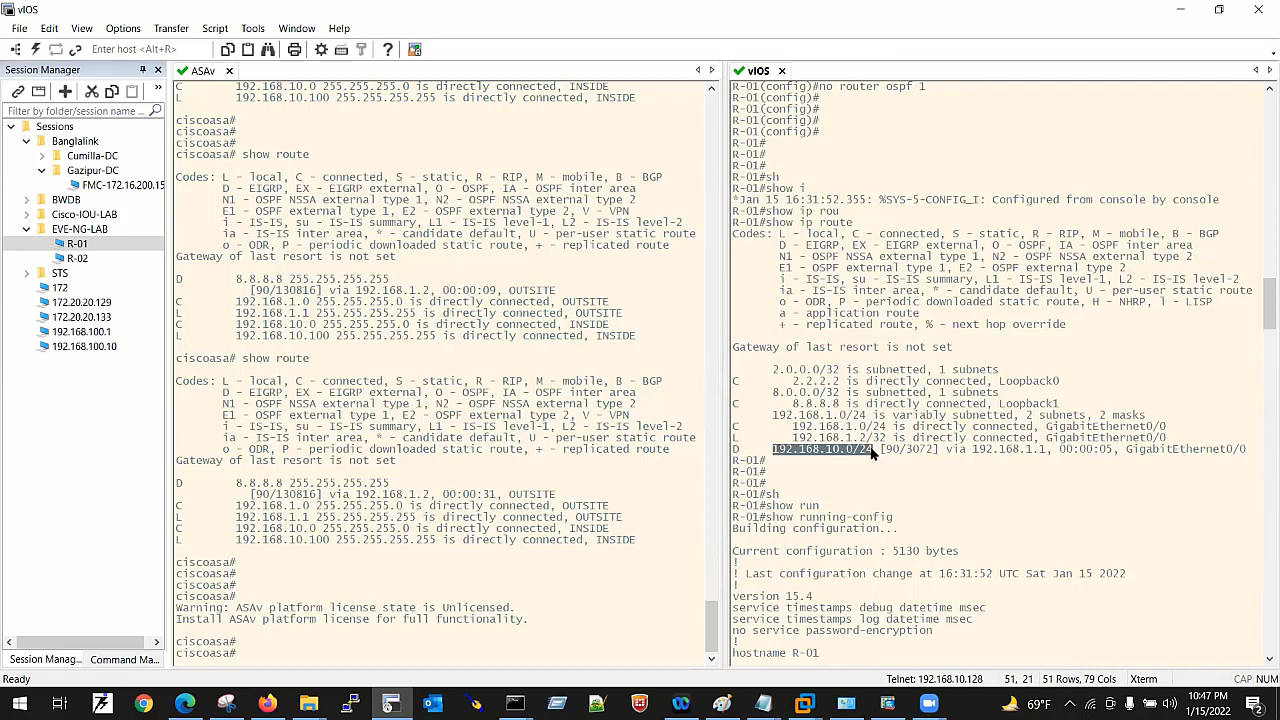 vIOS
File Edit View Options Transfer Script Tools Window Help
Enter host <Alt+R>
Session Manager
Filter by folder/session name
Sessions
Banglalink
Cumilla-DC
Gazipur-DC
FMC-172.16.200.15
BWDB
Cisco-IOU-LAB
EVE-NG-LAB
R-01
R-02
STS
172
172.20.20.129
172.20.20.133
192.168.100.1
192.168.100.10
Session Manag... Command Ma...
ASAv
C 192.168.10.0 255.255.255.0 is directly connected, INSIDE
L 192.168.10.100 255.255.255.255 is directly connected, INSIDE
ciscoasa#
ciscoasa#
ciscoasa#
ciscoasa# show route
Codes: L - local, C - connected, S - static, R - RIP, M - mobile, B - BGP
D - EIGRP, EX - EIGRP external, O - OSPF, IA - OSPF inter area
N1 - OSPF NSSA external type 1, N2 - OSPF NSSA external type 2
E1 - OSPF external type 1, E2 - OSPF external type 2, V - VPN
i - IS-IS, su - IS-IS summary, L1 - IS-IS level-1, L2 - IS-IS level-2
ia - IS-IS inter area, * - candidate default, U - per-user static route
o - ODR, P - periodic downloaded static route, + - replicated route
Gateway of last resort is not set
D 8.8.8.8 255.255.255.255
[90/130816] via 192.168.1.2, 00:00:09, OUTSITE
C 192.168.1.0 255.255.255.0 is directly connected, OUTSITE
L 192.168.1.1 255.255.255.255 is directly connected, OUTSITE
C 192.168.10.0 255.255.255.0 is directly connected, INSIDE
L 192.168.10.100 255.255.255.255 is directly connected, INSIDE
ciscoasa# show route
Codes: L - local, C - connected, S - static, R - RIP, M - mobile, B - BGP
D - EIGRP, EX - EIGRP external, O - OSPF, IA - OSPF inter area
N1 - OSPF NSSA external type 1, N2 - OSPF NSSA external type 2
E1 - OSPF external type 1, E2 - OSPF external type 2, V - VPN
i - IS-IS, su - IS-IS summary, L1 - IS-IS level-1, L2 - IS-IS level-2
ia - IS-IS inter area, * - candidate default, U - per-user static route
o - ODR, P - periodic downloaded static route, + - replicated route
Gateway of last resort is not set
D 8.8.8.8 255.255.255.255
[90/130816] via 192.168.1.2, 00:00:31, OUTSITE
C 192.168.1.0 255.255.255.0 is directly connected, OUTSITE
L 192.168.1.1 255.255.255.255 is directly connected, OUTSITE
C 192.168.10.0 255.255.255.0 is directly connected, INSIDE
L 192.168.10.100 255.255.255.255 is directly connected, INSIDE
ciscoasa#
ciscoasa#
ciscoasa#
ciscoasa#
Warning: ASAv platform license state is Unlicensed.
Install ASAv platform license for full functionality.
ciscoasa#
ciscoasa#
vIOS
R-01(config)#no router ospf 1
R-01(config)#
R-01(config)#
R-01(config)#
R-01(config)#
R-01#
R-01#
R-01#
R-01#sh
R-01#show i
*Jan 15 16:31:52.355: %SYS-5-CONFIG_I: Configured from console by console
R-01#show ip rou
R-01#show ip route
Codes: L - local, C - connected, S - static, R - RIP, M - mobile, B - BGP
D - EIGRP, EX - EIGRP external, O - OSPF, IA - OSPF inter area
N1 - OSPF NSSA external type 1, N2 - OSPF NSSA external type 2
E1 - OSPF external type 1, E2 - OSPF external type 2
i - IS-IS, su - IS-IS summary, L1 - IS-IS level-1, L2 - IS-IS level-2
ia - IS-IS inter area, * - candidate default, U - per-user static route
o - ODR, P - periodic downloaded static route, H - NHRP, l - LISP
a - application route
+ - replicated route, % - next hop override
Gateway of last resort is not set
2.0.0.0/32 is subnetted, 1 subnets
C 2.2.2.2 is directly connected, Loopback0
8.0.0.0/32 is subnetted, 1 subnets
C 8.8.8.8 is directly connected, Loopback1
192.168.1.0/24 is variably subnetted, 2 subnets, 2 masks
C 192.168.1.0/24 is directly connected, GigabitEthernet0/0
L 192.168.1.2/32 is directly connected, GigabitEthernet0/0
D 192.168.10.0/24 [90/3072] via 192.168.1.1, 00:00:05, GigabitEthernet0/0
R-01#
R-01#
R-01#
R-01#sh
R-01#show run
R-01#show running-config
Building configuration...
Current configuration : 5130 bytes
!
! Last configuration change at 16:31:52 UTC Sat Jan 15 2022
!
version 15.4
service timestamps debug datetime msec
service timestamps log datetime msec
no service password-encryption
!
hostname R-01
Ready
Telnet: 192.168.10.128 51, 21 51 Rows, 79 Cols Xterm CAP NUM
69°F
10:47 PM
1/15/2022